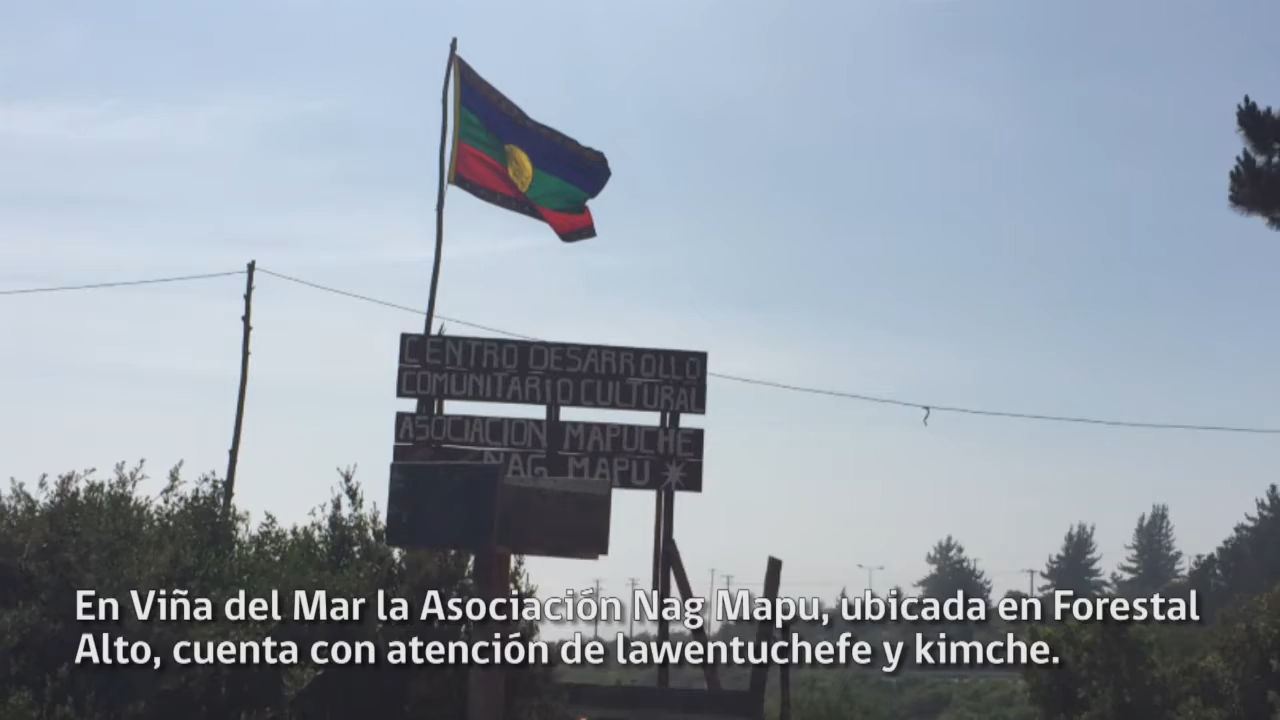 CENTRO DESARROLLO
COMUNITARIO CULTURAL
ASOCIACION MAPUCHE
NAG MAPU
En Viña del Mar la Asociación Nag Mapu, ubicada en Forestal
Alto, cuenta con atención de lawentuchefe y kimche.